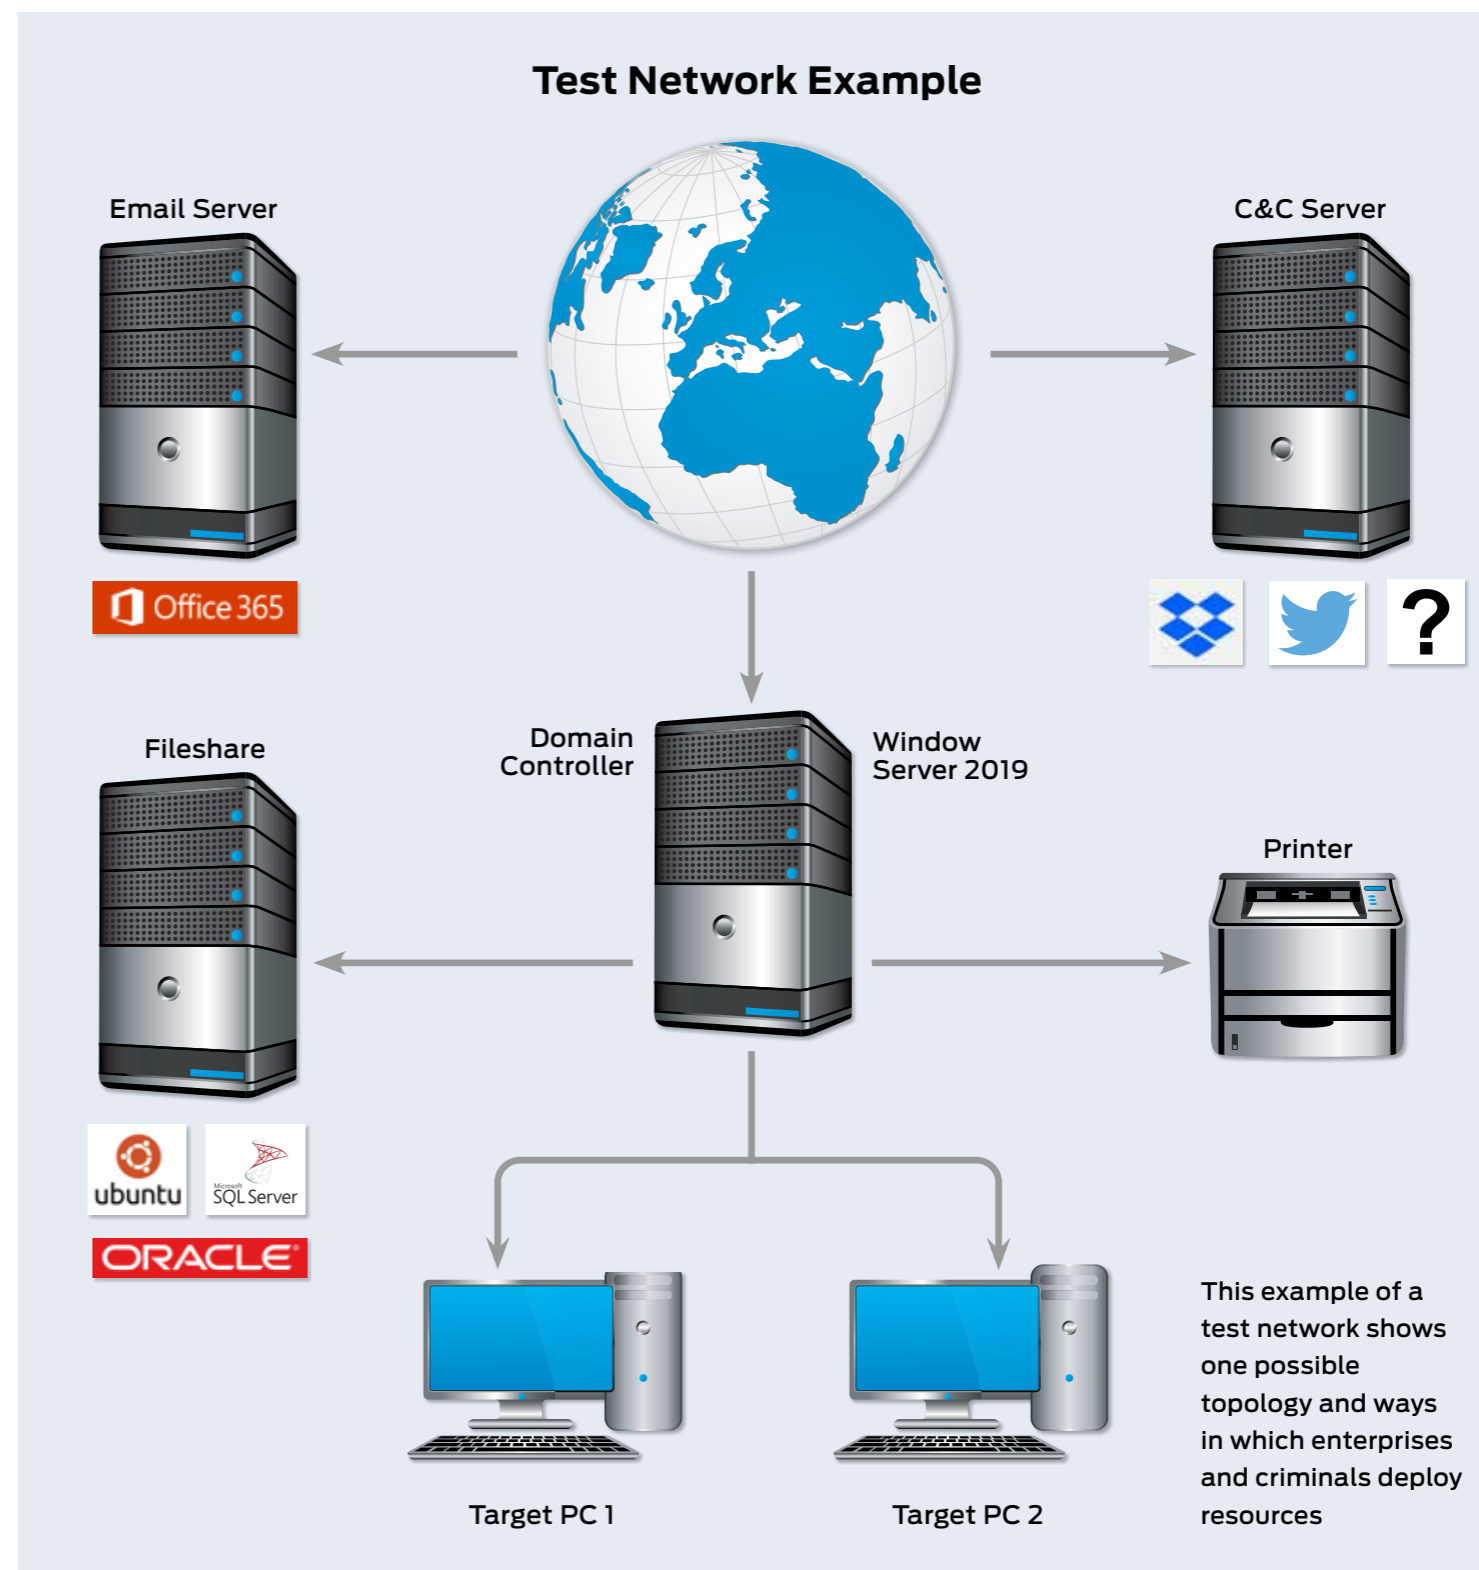 Test Network Example
Email Server
C&C Server
Office 365
?
Fileshare
Domain
Controller
Window
Server 2019
Printer
ubuntu
Microsoft
SQL Server
ORACLE
Target PC 1
Target PC 2
This example of a
test network shows
one possible
topology and ways
in which enterprises
and criminals deploy
resources